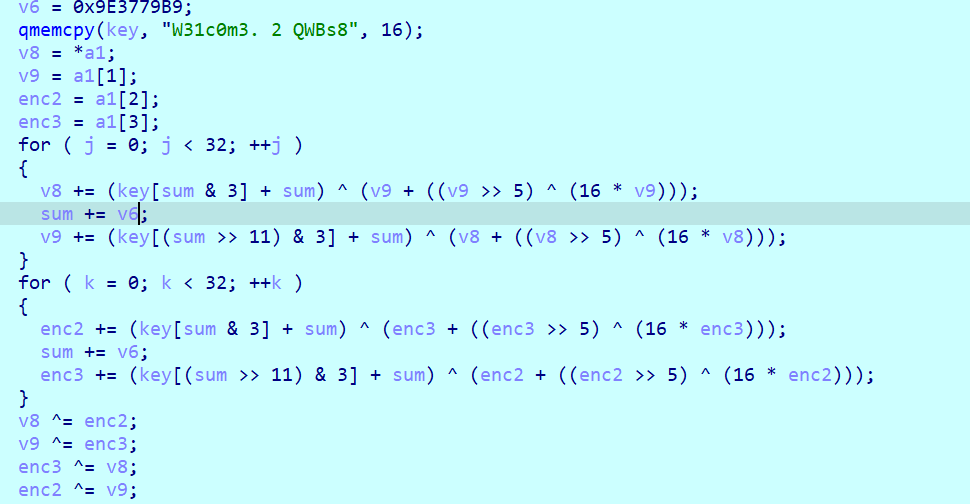 v6 = 0x9E3779B9;
qmemcpy(key, "W31c0m3. 2 QWBs8", 16);
v8 = *a1;
v9 = a1[1];
enc2 = a1[2];
enc3 = a1[3];
for ( j = 0; j < 32; ++j )
{
v8 += (key[sum & 3] + sum) ^ (v9 + ((v9 >> 5) ^ (16 * v9)));
sum += v6;
v9 += (key[(sum >> 11) & 3] + sum) ^ (v8 + ((v8 >> 5) ^ (16 * v8)));
}
for ( k = 0; k < 32; ++k )
{
enc2 += (key[sum & 3] + sum) ^ (enc3 + ((enc3 >> 5) ^ (16 * enc3)));
sum += v6;
enc3 += (key[(sum >> 11) & 3] + sum) ^ (enc2 + ((enc2 >> 5) ^ (16 * enc2)));
}
v8 ^= enc2;
v9 ^= enc3;
enc3 ^= v8;
enc2 ^= v9;